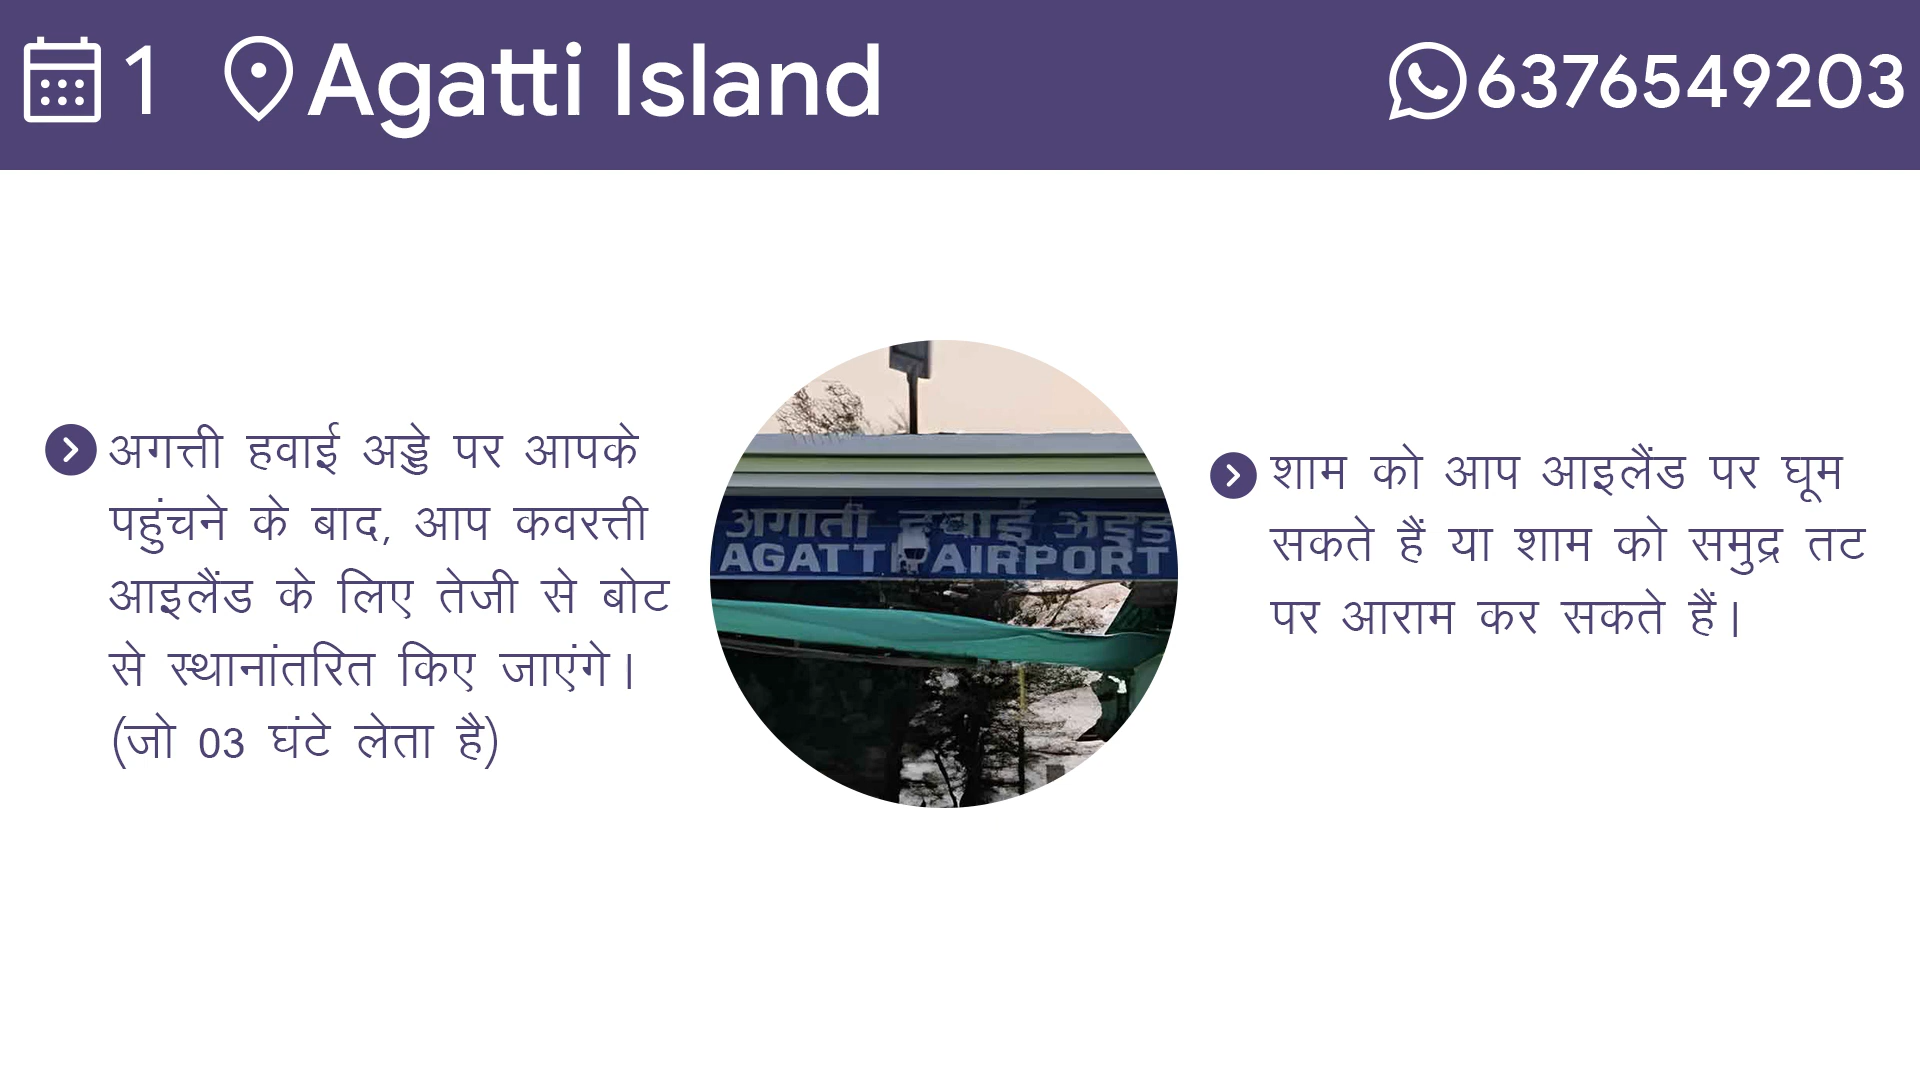 1 Agatti Island
6376549203
अगत्ती हवाई अड्डे पर आपके
पहुंचने के बाद, आप कवरत्ती
आइलैंड के लिए तेजी से बोट
से स्थानांतरित किए जाएंगे।
(जो 03 घंटे लेता है)
अगाती हवाई अड्डा
AGATTI AIRPORT
शाम को आप आइलैंड पर घूम
सकते हैं या शाम को समुद्र तट
पर आराम कर सकते हैं।